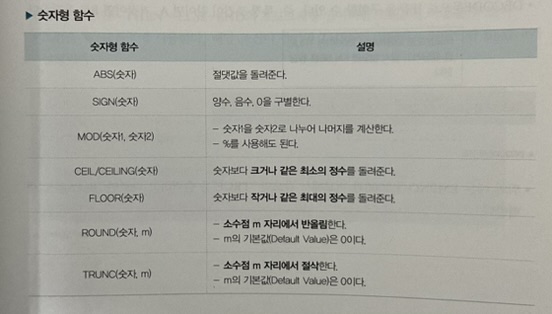 ▶ 숫자형 함수
숫자형 함수 설명
ABS(숫자) 절댓값을 돌려준다.
SIGN(숫자) 양수, 음수, 0을 구별한다.
MOD(숫자1, 숫자2) - 숫자1을 숫자2로 나누어 나머지를 계산한다.
- %를 사용해도 된다.
CEIL/CEILING(숫자) 숫자보다 크거나 같은 최소의 정수를 돌려준다.
FLOOR(숫자) 숫자보다 작거나 같은 최대의 정수를 돌려준다.
ROUND(숫자, m) - 소수점 m 자리에서 반올림한다.
- m의 기본값(Default Value)은 0이다.
TRUNC(숫자, m) - 소수점 m 자리에서 절삭한다.
- m의 기본값(Default Value)은 0이다.